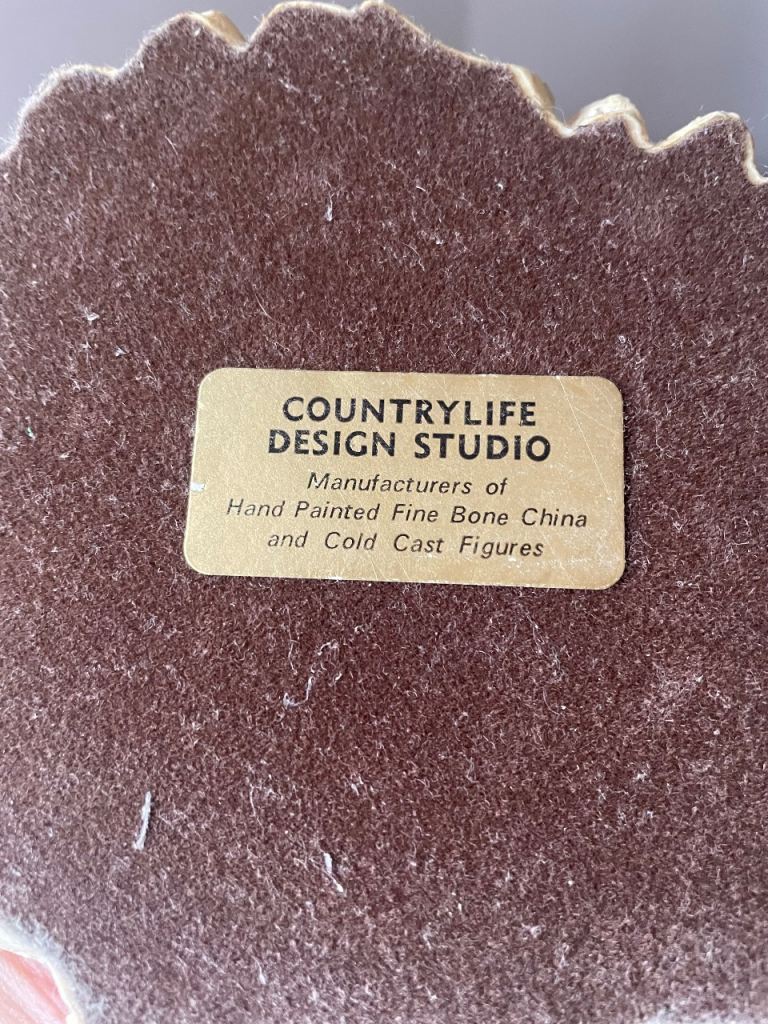 COUNTRYLIFE
DESIGN STUDIO
Manufacturers of
Hand Painted Fine Bone China
and Cold Cast Figures